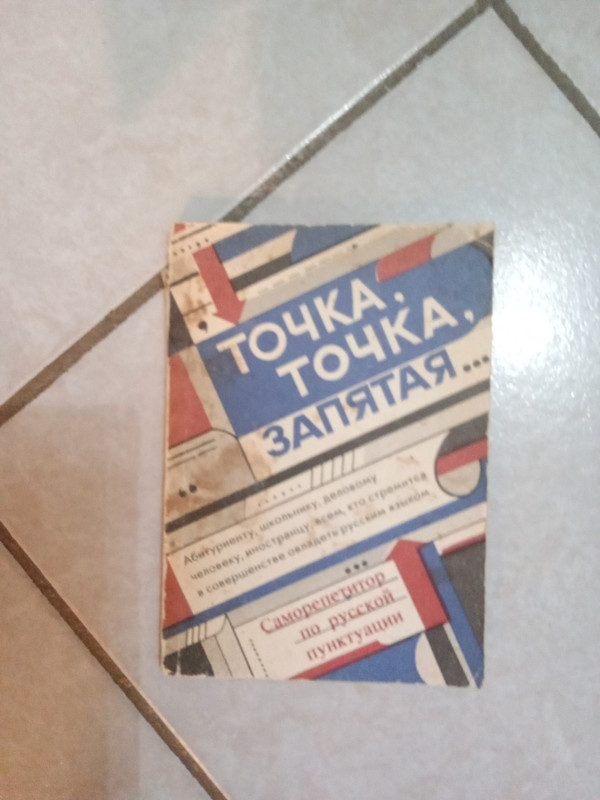 ТОЧКА,
ТОЧКА,
ЗАПЯТАЯ...
Абитуриенту, школьнику, деловому
человеку, иностранцу, всем, кто стремится
в совершенстве овладеть русским языком...
Саморепетитор
по русской
пунктуации